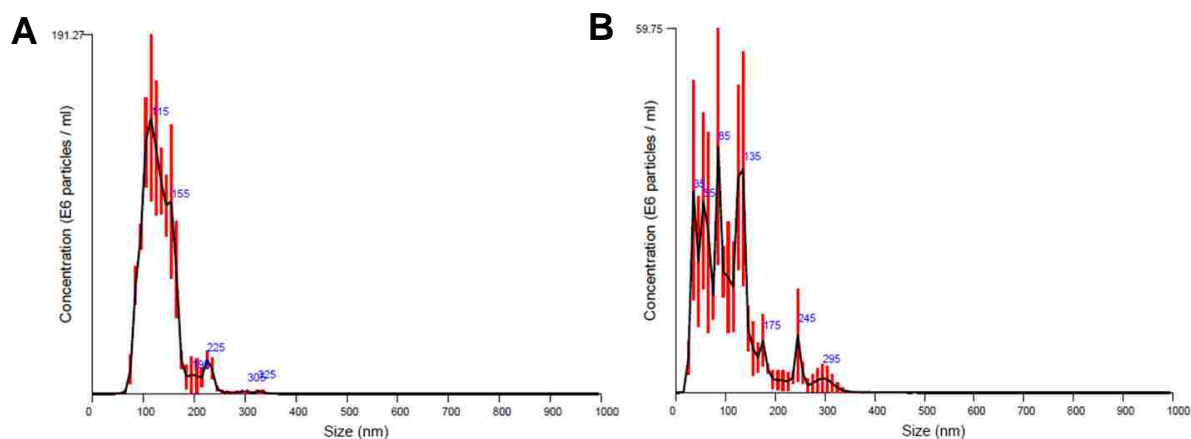 A
191.27
Concentration (E6 particles / ml)
115
155
195
225
305
325
0 100 200 300 400 500 600 700 800 900 1000
Size (nm)
B
59.75
Concentration (E6 particles / ml)
35
55
85
135
175
245
295
0 100 200 300 400 500 600 700 800 900 1000
Size (nm)